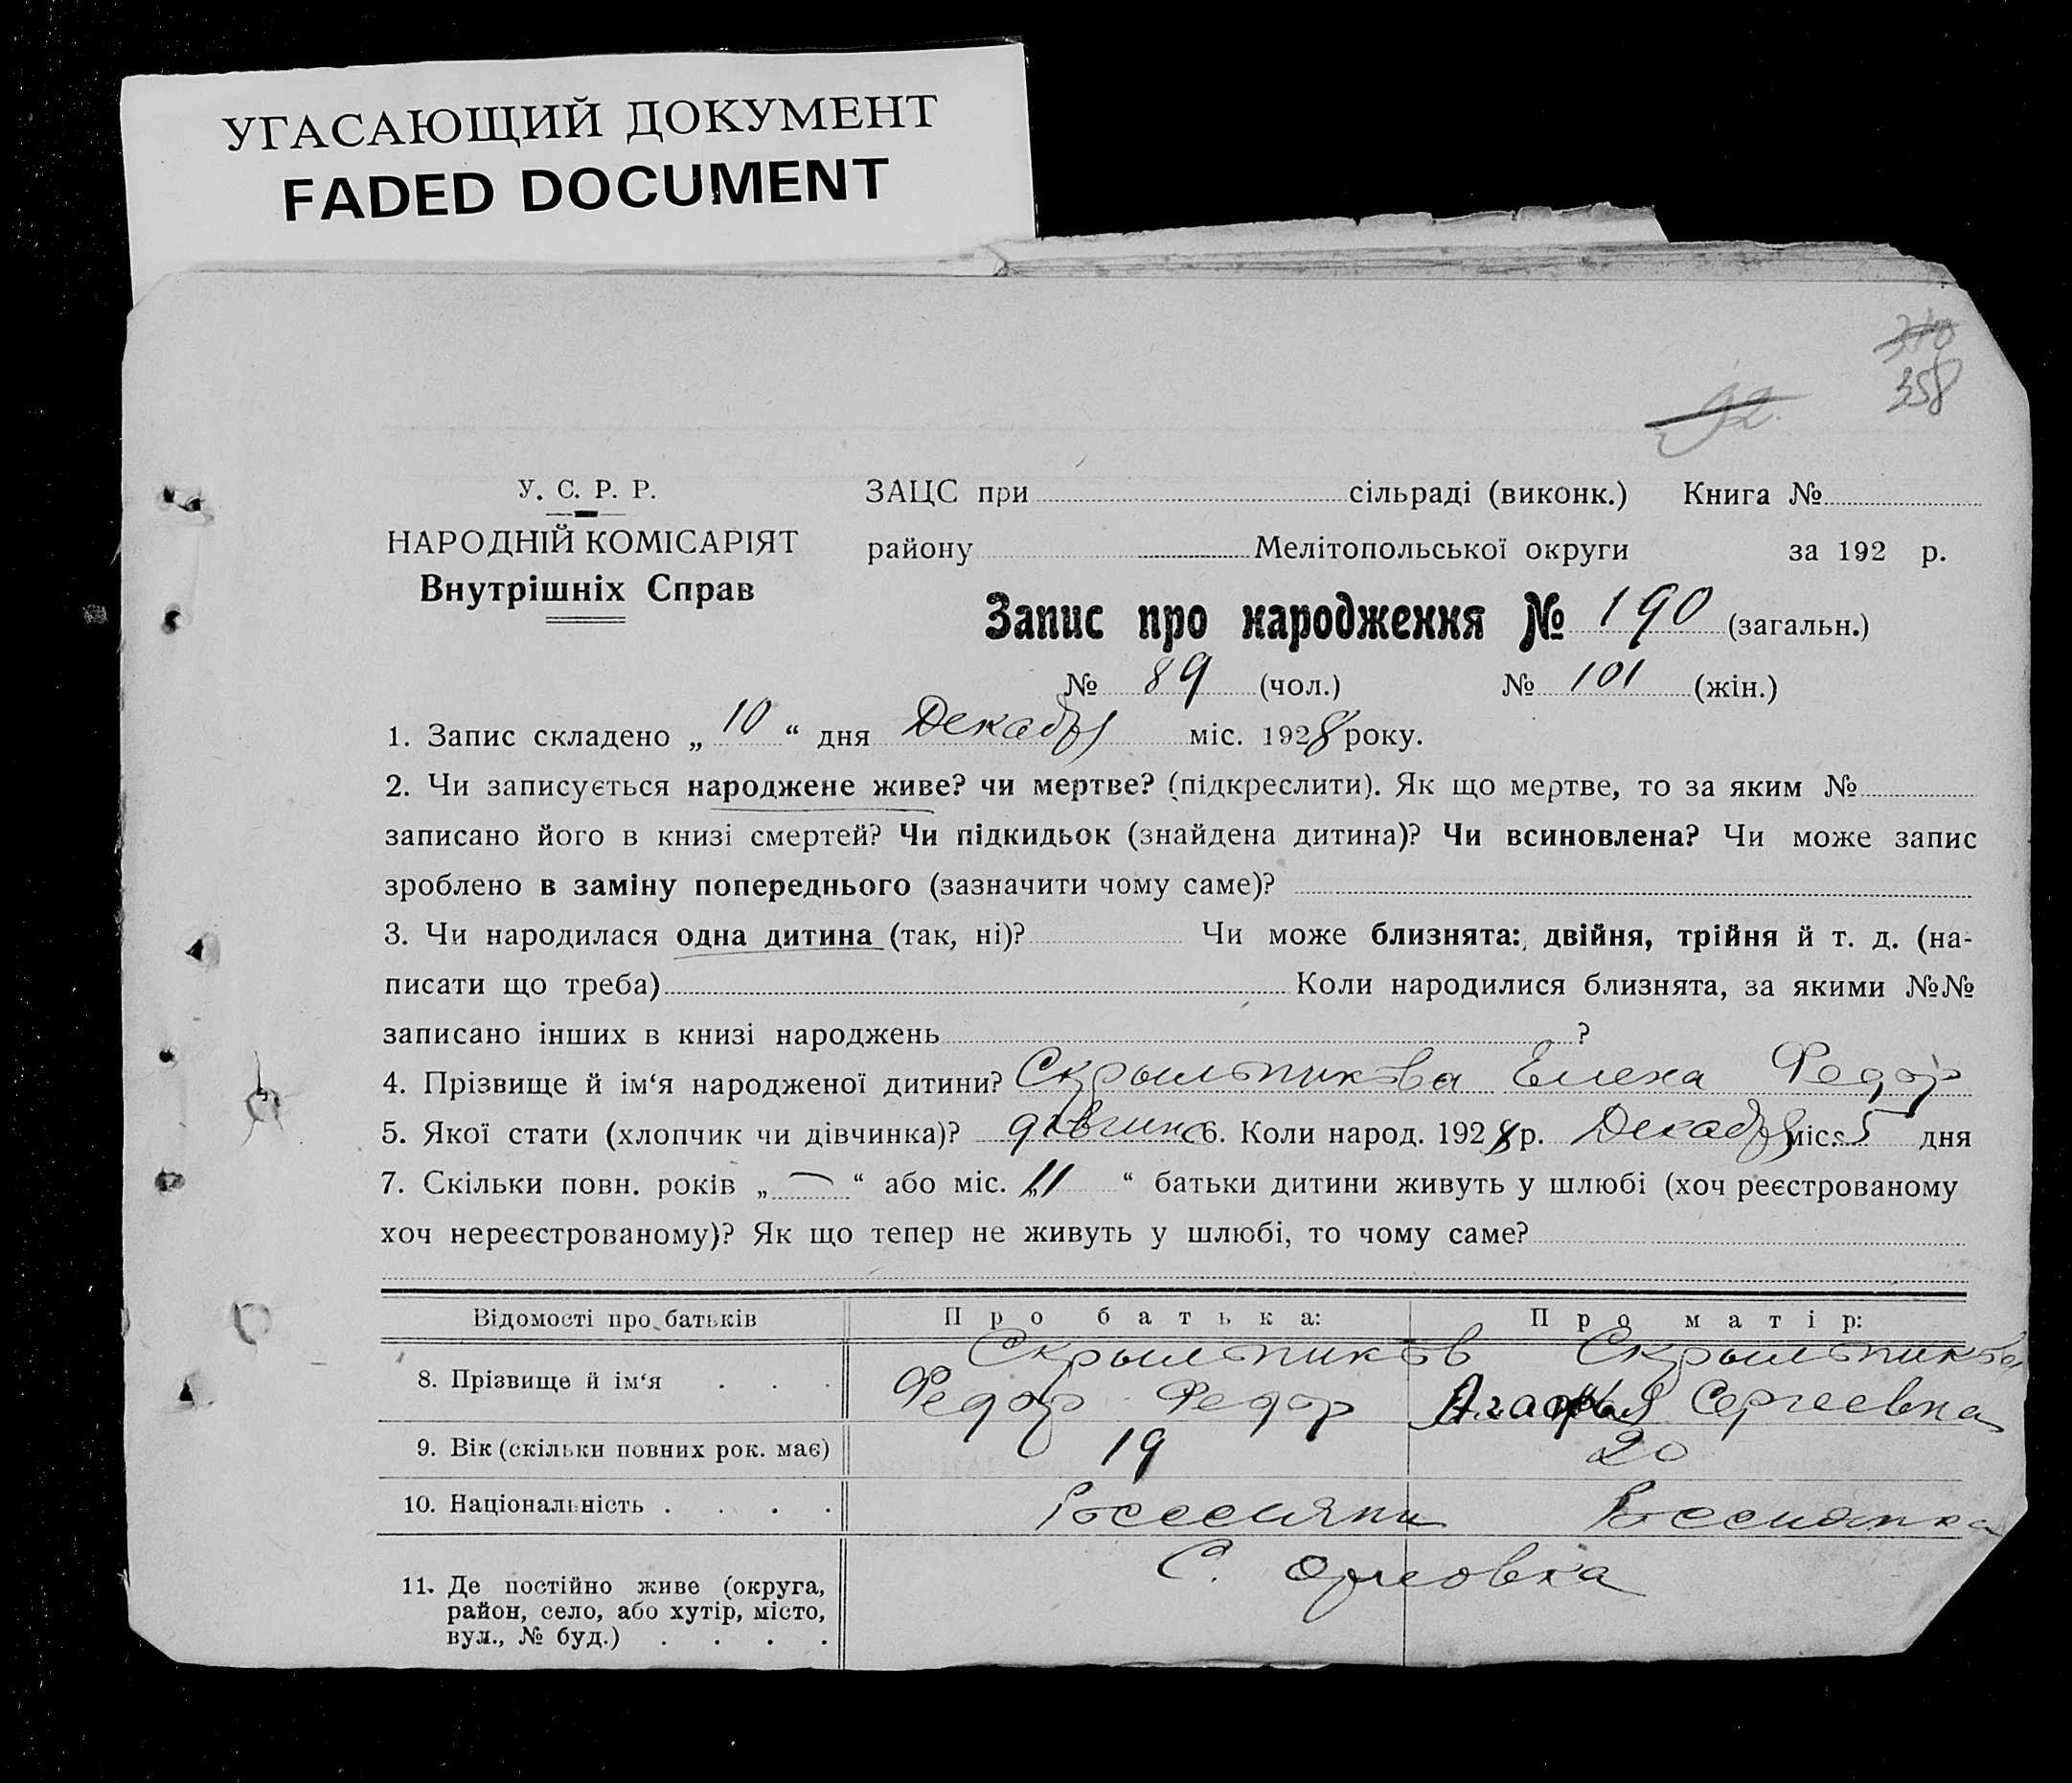 УГАСАЮЩИЙ ДОКУМЕНТ
FADED DOCUMENT
358
92
У. С. Р. Р.
НАРОДНІЙ КОМІСАРІЯТ
Внутрішніх Справ
ЗАЦС при сільраді (виконк.) Книга №
району Мелітопольської округи за 192 р.
Запис про народження № 190 (загальн.)
№ 89 (чол.) № 101 (жін.)
1. Запис складено „ 10 “ дня Декабр міс. 1928 року.
2. Чи записується народжене живе? чи мертве? (підкреслити). Як що мертве, то за яким №
записано його в книзі смертей? Чи підкидьок (знайдена дитина)? Чи всиновлена? Чи може запис
зроблено в заміну попереднього (зазначити чому саме)?
3. Чи народилася одна дитина (так, ні)? Чи може близнята: двійня, трійня й т. д. (на-
писати що треба) Коли народилися близнята, за якими №№
записано інших в книзі народжень ?
4. Прізвище й ім‘я народженої дитини? Скрыльникова Елена Федор
5. Якої стати (хлопчик чи дівчинка)? 6. Коли народ. 1928 р. Декабря міс. 5 дня
7. Скільки повн. років „ — “ або міс. „ 11 “ батьки дитини живуть у шлюбі (хоч реєстрованому
хоч нереєстрованому)? Як що тепер не живуть у шлюбі, то чому саме?
Відомості про батьків Про батька: Про матір:
Скрыльников Скрыльникова
8. Прізвище й ім‘я . . . Федор Федор Агафья Сергеевна
9. Вік (скільки повних рок. має) 19 20
10. Національність . . . . Россиянка
С. Орловка
11. Де постійно живе (округа,
район, село, або хутір, місто,
вул., № буд.) . . . .